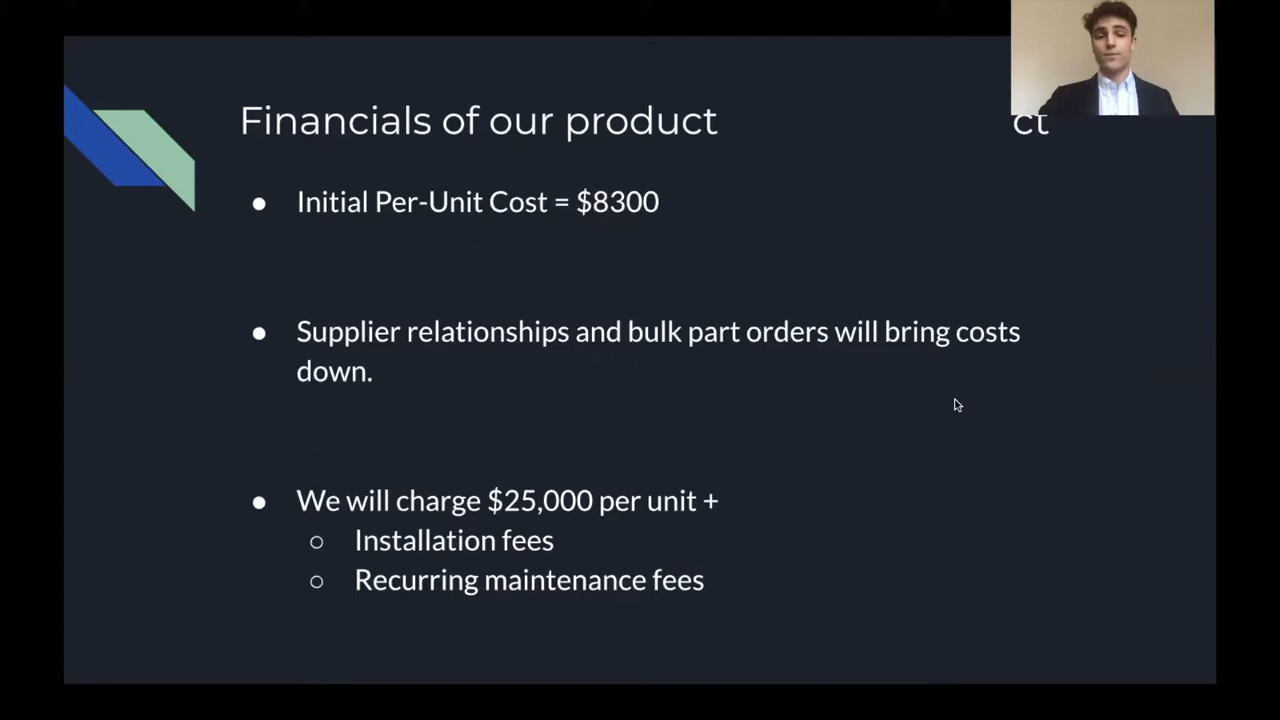 Financials of our product
ct
● Initial Per-Unit Cost = $8300
● Supplier relationships and bulk part orders will bring costs
down.
● We will charge $25,000 per unit +
○ Installation fees
○ Recurring maintenance fees